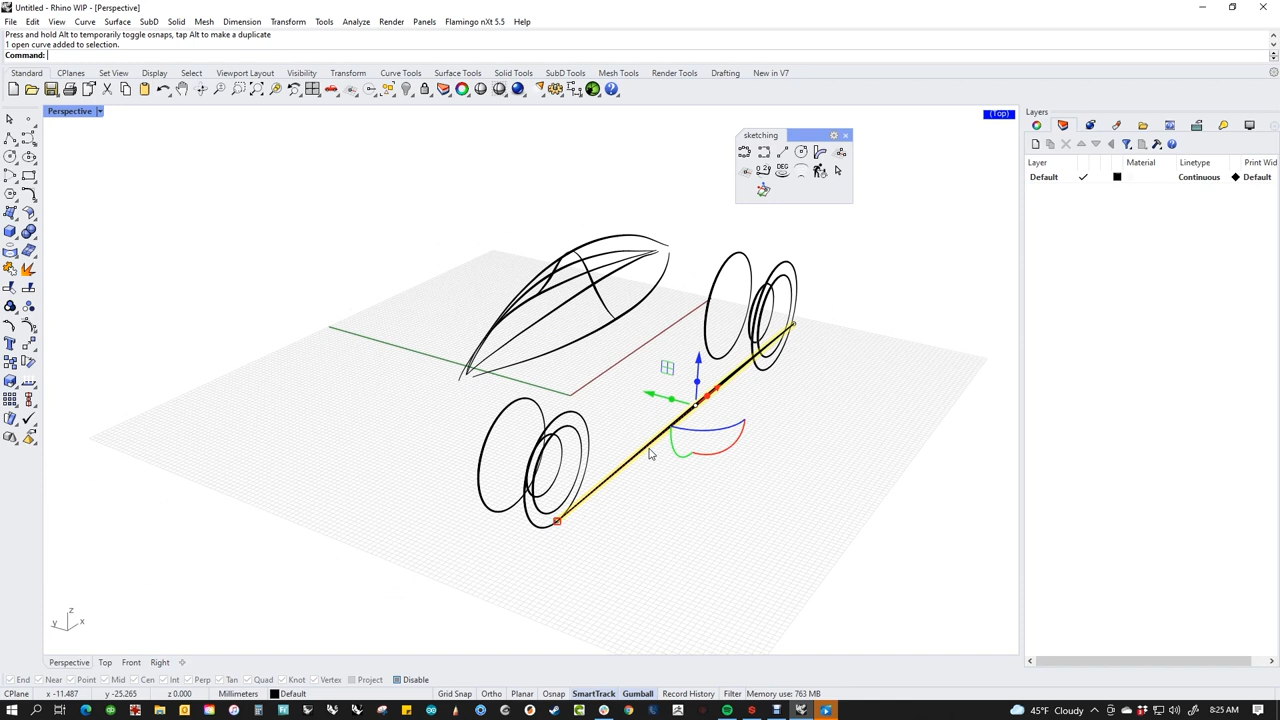 Untitled - Rhino WIP - [Perspective]
File Edit View Curve Surface SubD Solid Mesh Dimension Transform Tools Analyze Render Panels Flamingo nXt 5.5 Help
Press and hold Alt to temporarily toggle osnaps, tap Alt to make a duplicate
1 open curve added to selection.
Command:
Standard CPlanes Set View Display Select Viewport Layout Visibility Transform Curve Tools Surface Tools Solid Tools SubD Tools Mesh Tools Render Tools Drafting New in V7
Perspective
(Top)
Layers
sketching
DEG
Layer Material Linetype Print Wid
Default Continuous Default
z
y x
Perspective Top Front Right
End Near Point Mid Cen Int Perp Tan Quad Knot Vertex Project Disable
CPlane x -11.487 y -25.265 z 0.000 Millimeters Default Grid Snap Ortho Planar Osnap SmartTrack Gumball Record History Filter Memory use: 763 MB
45°F Cloudy 8:25 AM